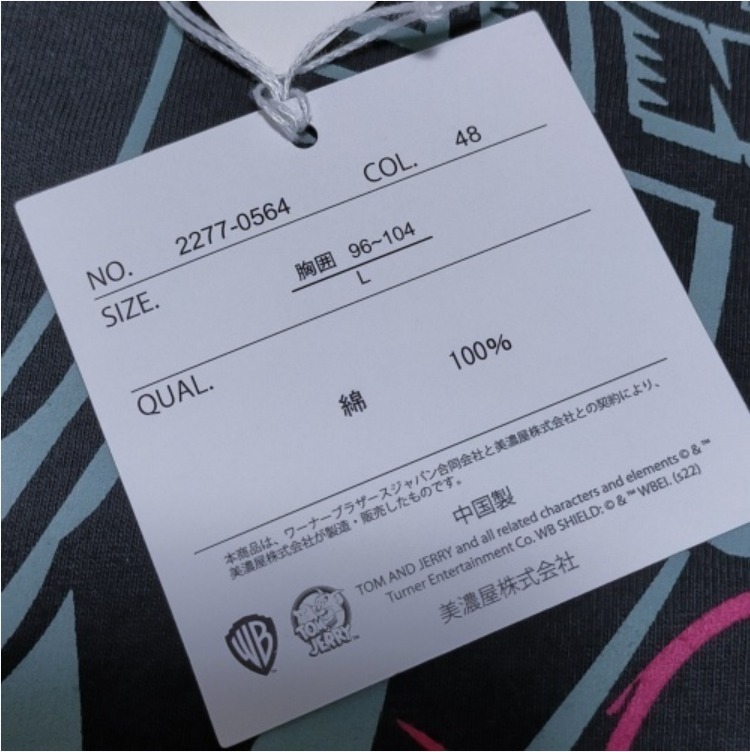 NO. 2277-0564 COL. 48
SIZE. 胸囲 96~104
L
QUAL. 綿 100%
本商品は、ワーナーブラザースジャパン合同会社と美濃屋株式会社との契約により、
美濃屋株式会社が製造・販売したものです。
中国製
TOM AND JERRY and all related characters and elements © & ™
Turner Entertainment Co. WB SHIELD: © & ™ WBEI. (s22)
美濃屋株式会社
WB
TOM AND JERRY